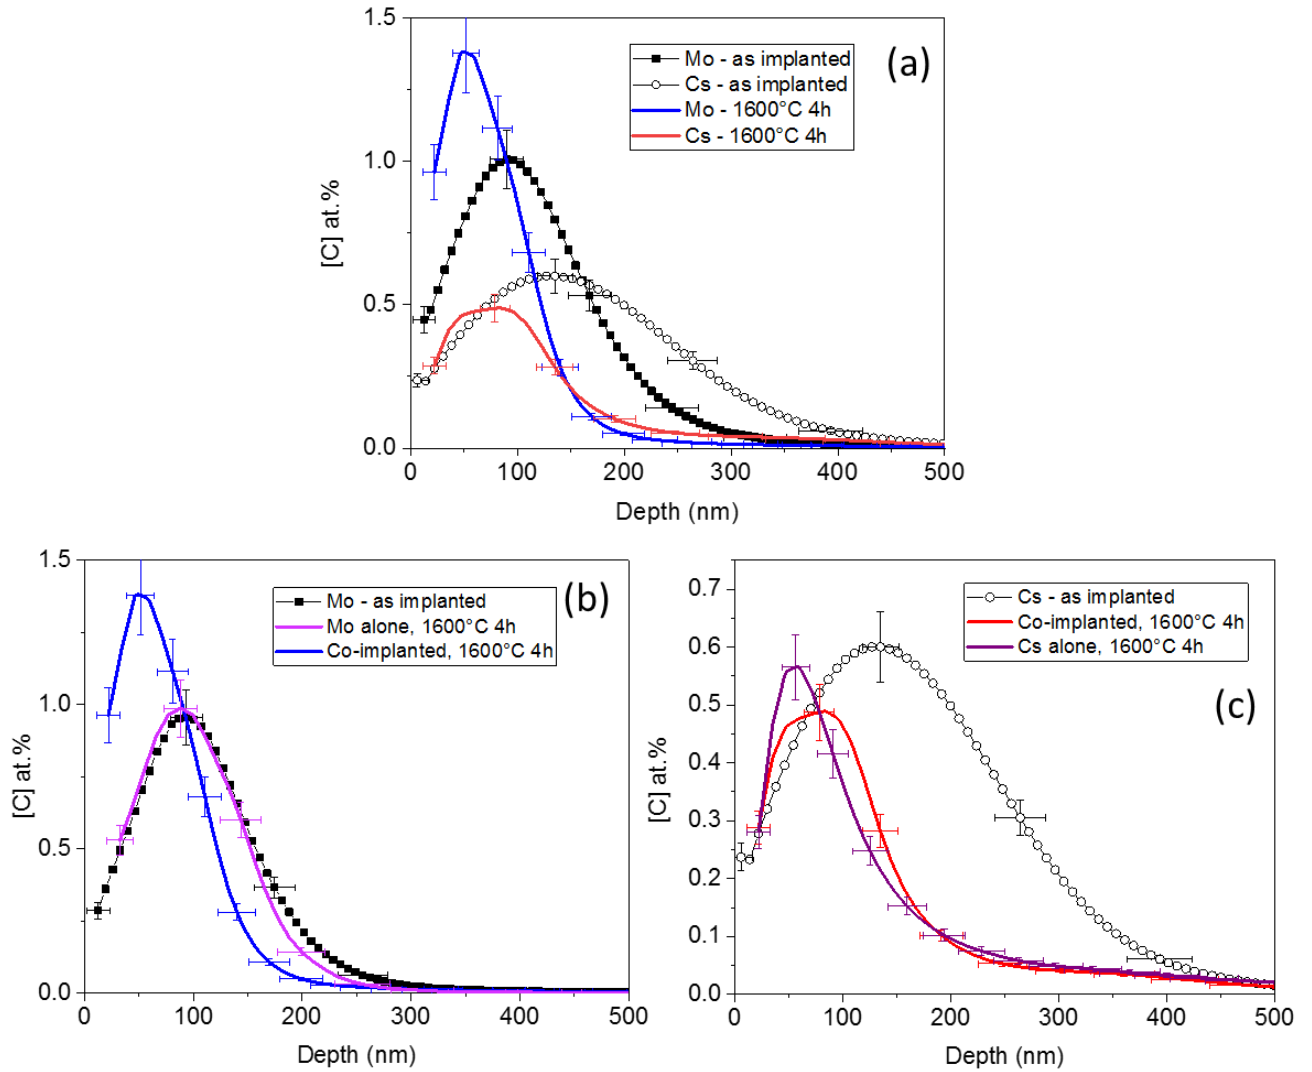 1.5
1.0
0.5
0.0
[C] at.%
Mo - as implanted
Cs - as implanted
Mo - 1600°C 4h
Cs - 1600°C 4h
(a)
0 100 200 300 400 500
Depth (nm)
1.5
1.0
0.5
0.0
[C] at.%
Mo - as implanted
Mo alone, 1600°C 4h
Co-implanted, 1600°C 4h
(b)
0 100 200 300 400 500
Depth (nm)
0.7
0.6
0.5
0.4
0.3
0.2
0.1
0.0
[C] at.%
Cs - as implanted
Co-implanted, 1600°C 4h
Cs alone, 1600°C 4h
(c)
0 100 200 300 400 500
Depth (nm)